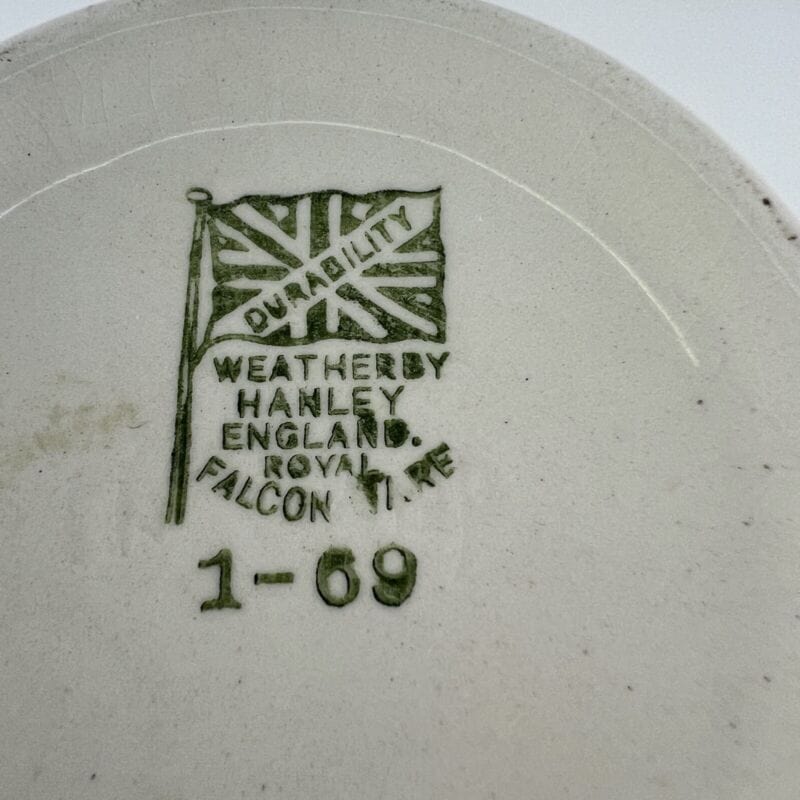 DURABILITY
WEATHERBY
HANLEY
ENGLAND.
ROYAL
FALCON
1-69